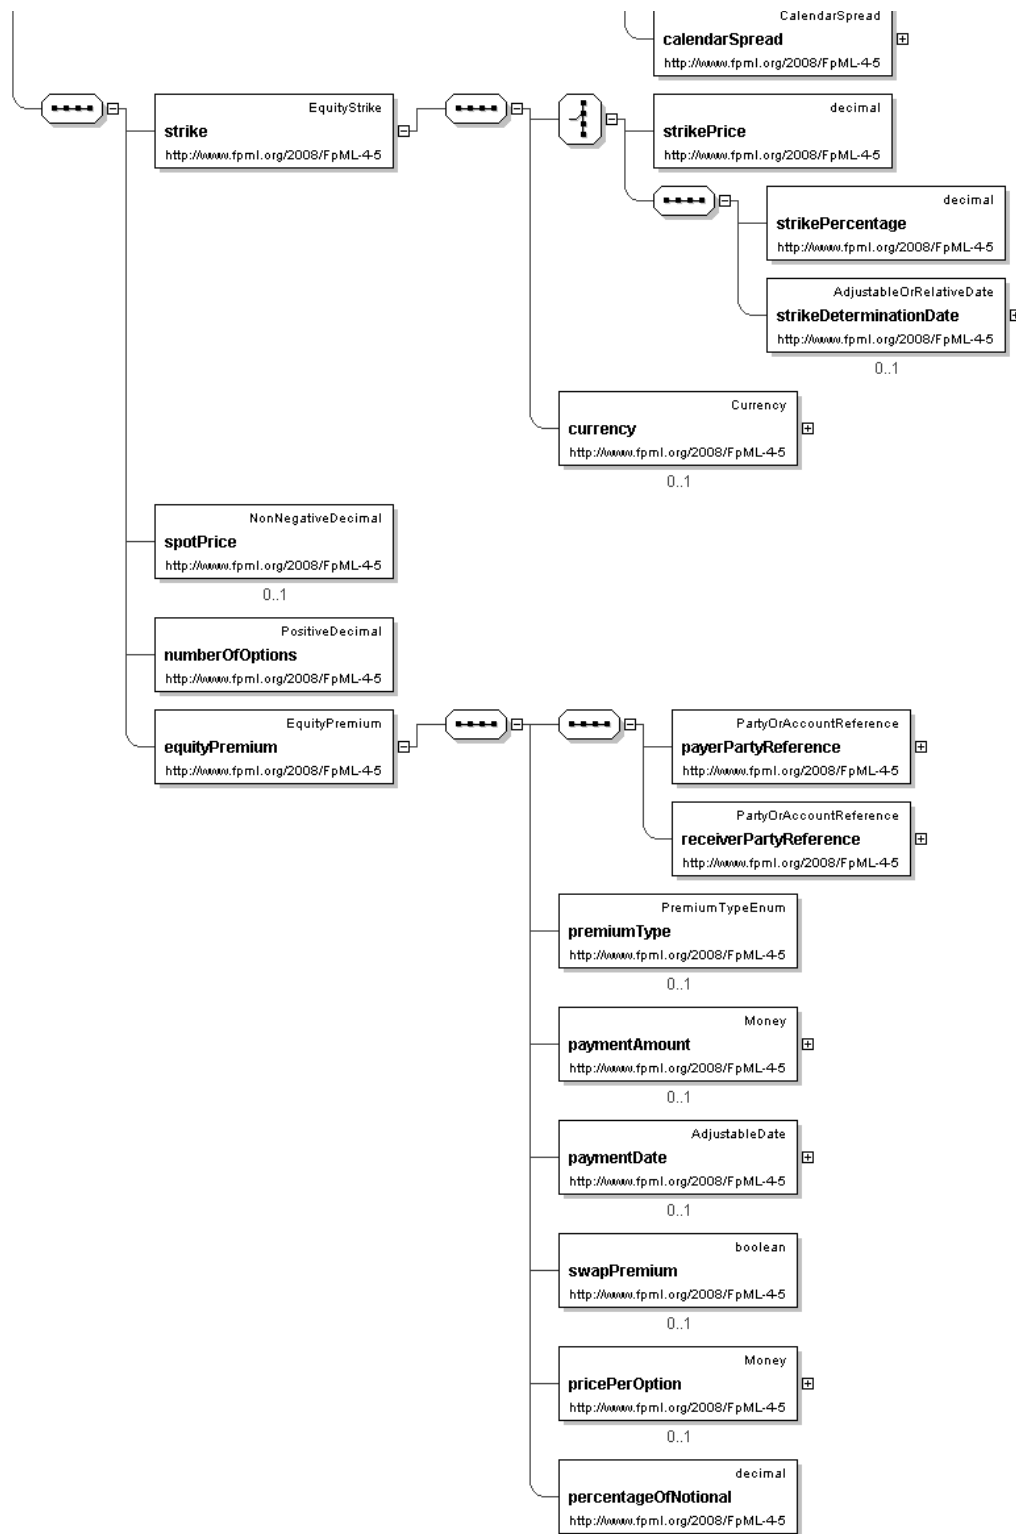 CalendarSpread
calendarSpread
http://www.fpml.org/2008/FpML-4-5
EquityStrike
strike
http://www.fpml.org/2008/FpML-4-5
decimal
strikePrice
http://www.fpml.org/2008/FpML-4-5
decimal
strikePercentage
http://www.fpml.org/2008/FpML-4-5
AdjustableOrRelativeDate
strikeDeterminationDate
http://www.fpml.org/2008/FpML-4-5
0..1
Currency
currency
http://www.fpml.org/2008/FpML-4-5
0..1
NonNegativeDecimal
spotPrice
http://www.fpml.org/2008/FpML-4-5
0..1
PositiveDecimal
numberOfOptions
http://www.fpml.org/2008/FpML-4-5
EquityPremium
equityPremium
http://www.fpml.org/2008/FpML-4-5
PartyOrAccountReference
payerPartyReference
http://www.fpml.org/2008/FpML-4-5
PartyOrAccountReference
receiverPartyReference
http://www.fpml.org/2008/FpML-4-5
PremiumTypeEnum
premiumType
http://www.fpml.org/2008/FpML-4-5
0..1
Money
paymentAmount
http://www.fpml.org/2008/FpML-4-5
0..1
AdjustableDate
paymentDate
http://www.fpml.org/2008/FpML-4-5
0..1
boolean
swapPremium
http://www.fpml.org/2008/FpML-4-5
0..1
Money
pricePerOption
http://www.fpml.org/2008/FpML-4-5
0..1
decimal
percentageOfNotional
http://www.fpml.org/2008/FpML-4-5